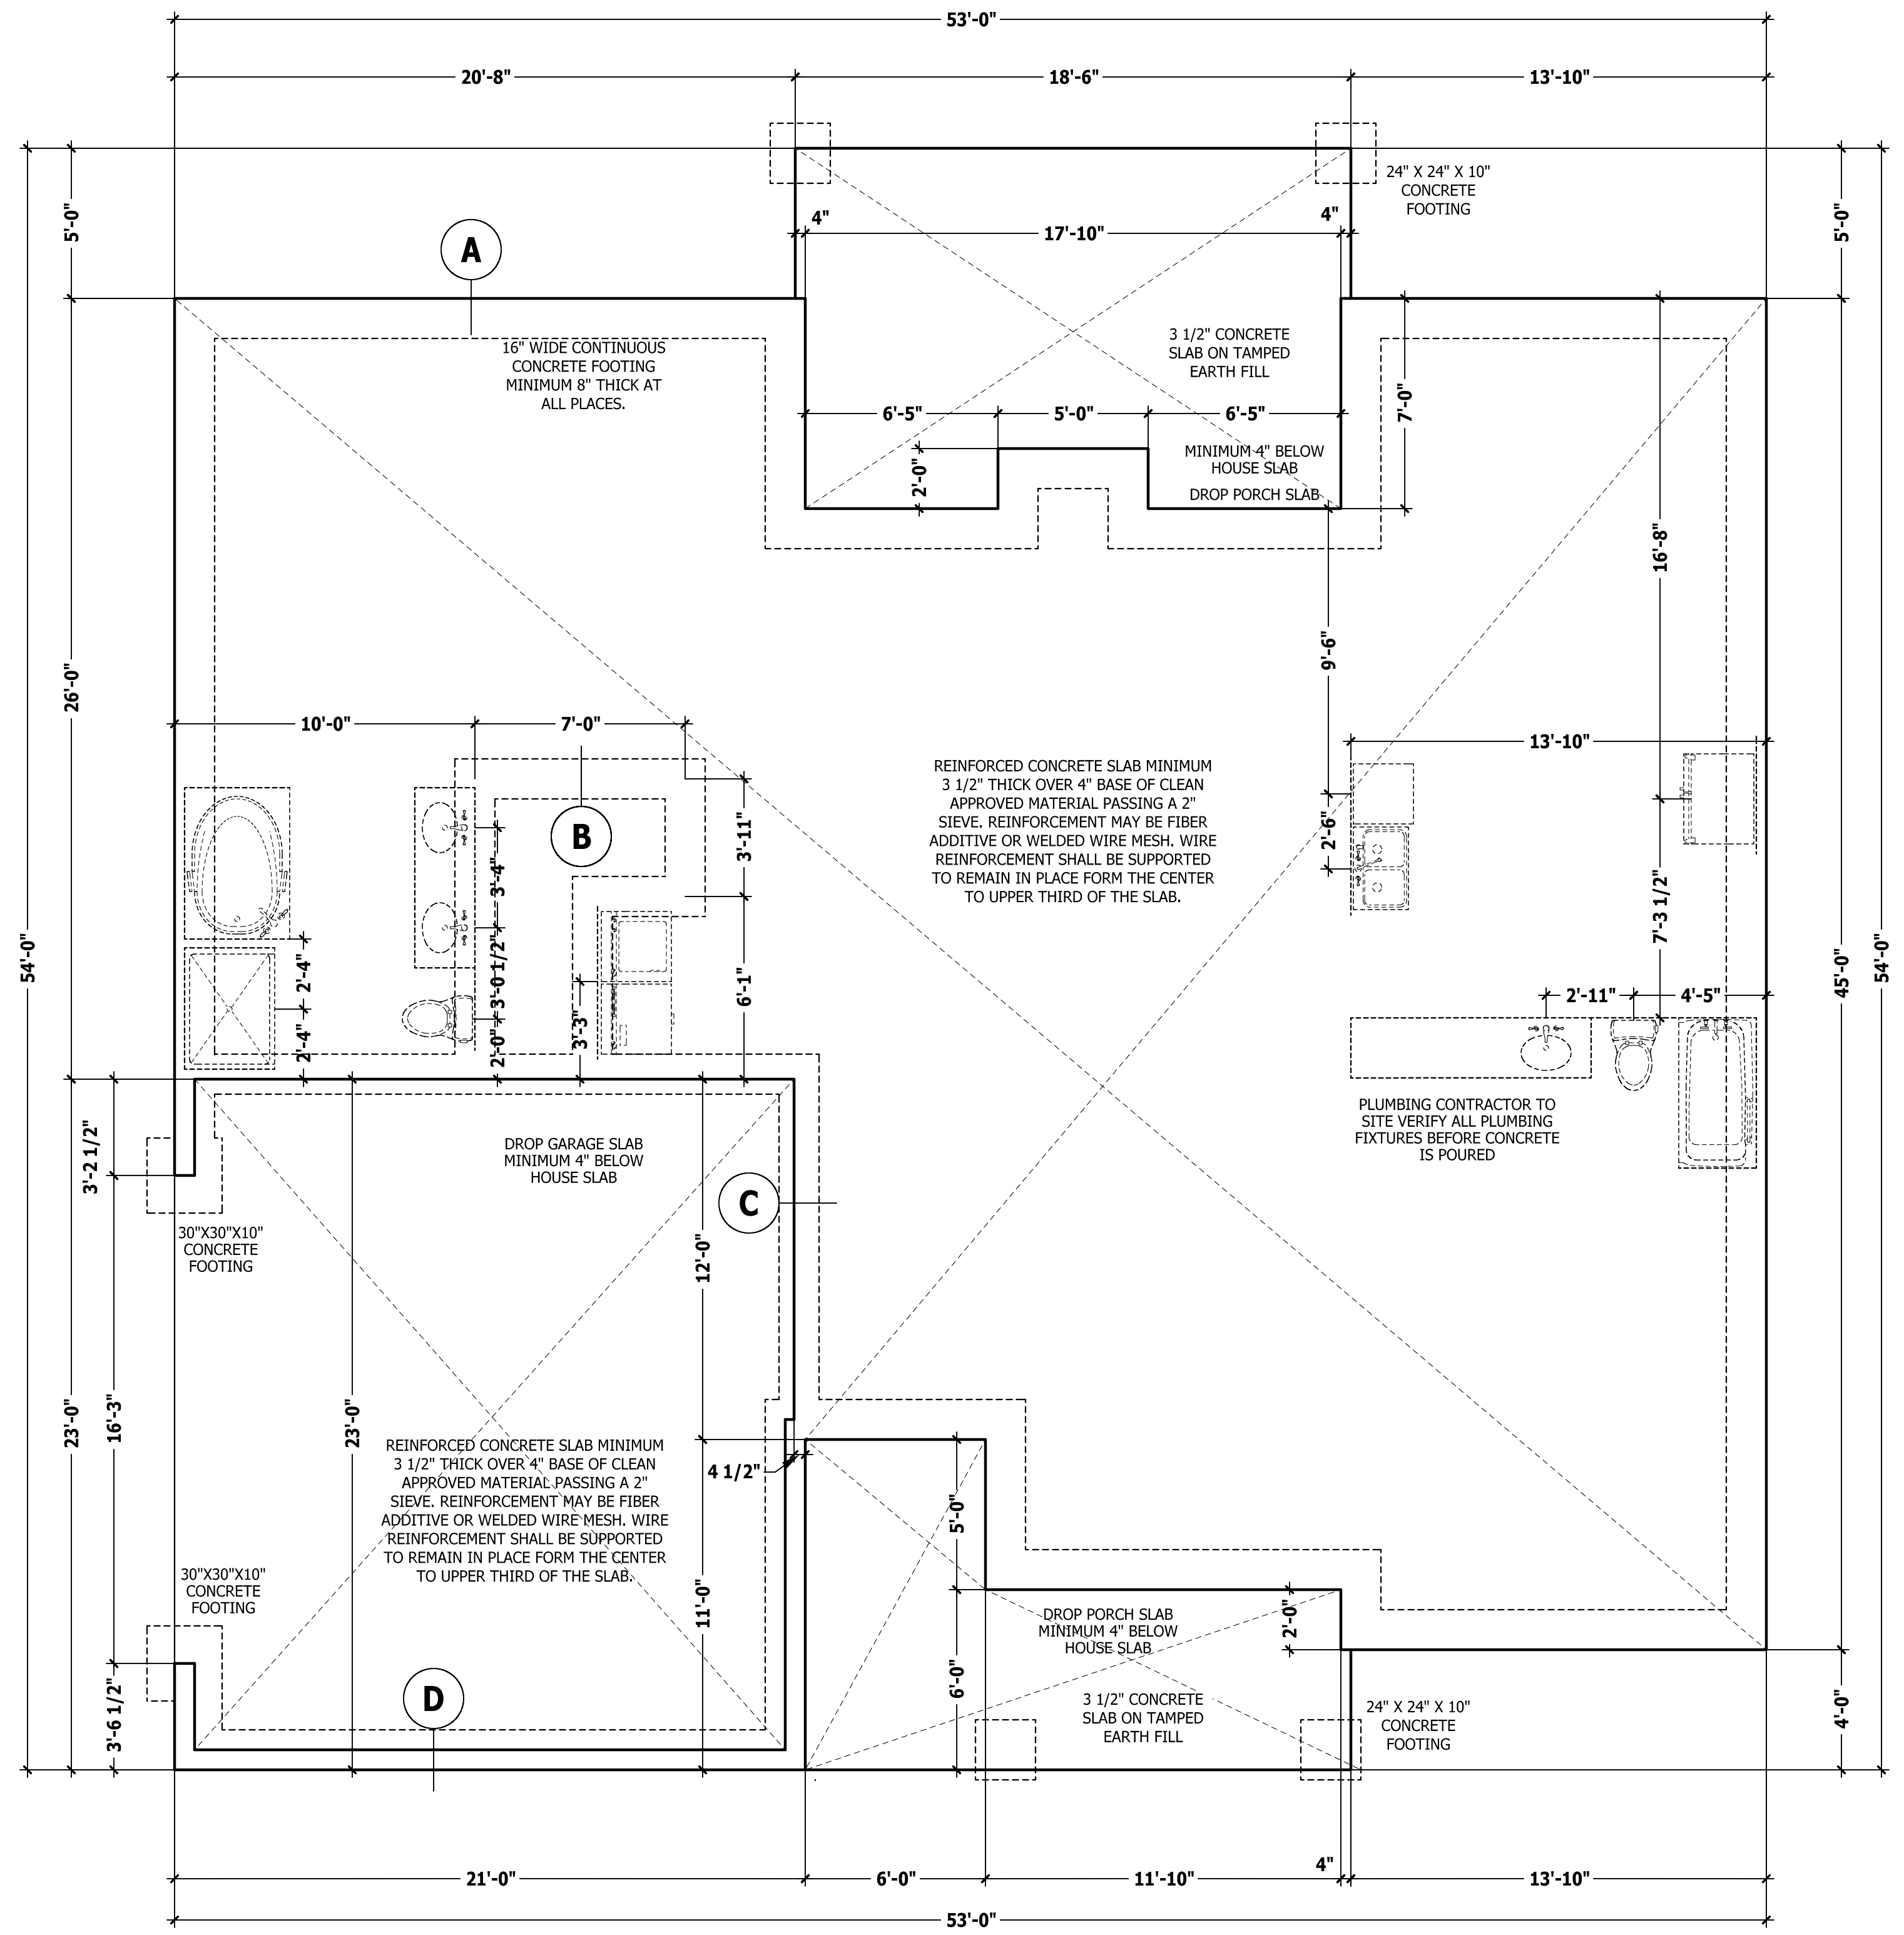 53'-0"
20'-8"
18'-6"
13'-10"
24" X 24" X 10"
CONCRETE
FOOTING
5'-0"
5'-0"
4"
4"
17'-10"
A
16" WIDE CONTINUOUS
CONCRETE FOOTING
MINIMUM 8" THICK AT
ALL PLACES.
3 1/2" CONCRETE
SLAB ON TAMPED
EARTH FILL
6'-5"
5'-0"
6'-5"
7'-0"
2'-0"
MINIMUM 4" BELOW
HOUSE SLAB
DROP PORCH SLAB
16'-8"
9'-6"
26'-0"
10'-0"
7'-0"
13'-10"
B
3'-11"
3'-4"
2'-6"
REINFORCED CONCRETE SLAB MINIMUM
3 1/2" THICK OVER 4" BASE OF CLEAN
APPROVED MATERIAL PASSING A 2"
SIEVE. REINFORCEMENT MAY BE FIBER
ADDITIVE OR WELDED WIRE MESH. WIRE
REINFORCEMENT SHALL BE SUPPORTED
TO REMAIN IN PLACE FORM THE CENTER
TO UPPER THIRD OF THE SLAB.
7'-3 1/2"
54'-0"
45'-0"
54'-0"
2'-4"
3'-0 1/2"
6'-1"
2'-11"
4'-5"
2'-4"
2'-0"
3'-3"
PLUMBING CONTRACTOR TO
SITE VERIFY ALL PLUMBING
FIXTURES BEFORE CONCRETE
IS POURED
3'-2 1/2"
DROP GARAGE SLAB
MINIMUM 4" BELOW
HOUSE SLAB
C
30"X30"X10"
CONCRETE
FOOTING
12'-0"
23'-0"
16'-3"
23'-0"
REINFORCED CONCRETE SLAB MINIMUM
3 1/2" THICK OVER 4" BASE OF CLEAN
APPROVED MATERIAL PASSING A 2"
SIEVE. REINFORCEMENT MAY BE FIBER
ADDITIVE OR WELDED WIRE MESH. WIRE
REINFORCEMENT SHALL BE SUPPORTED
TO REMAIN IN PLACE FORM THE CENTER
TO UPPER THIRD OF THE SLAB.
4 1/2"
5'-0"
30"X30"X10"
CONCRETE
FOOTING
11'-0"
2'-0"
DROP PORCH SLAB
MINIMUM 4" BELOW
HOUSE SLAB
6'-0"
3 1/2" CONCRETE
SLAB ON TAMPED
EARTH FILL
24" X 24" X 10"
CONCRETE
FOOTING
D
3'-6 1/2"
4'-0"
21'-0"
6'-0"
11'-10"
4"
13'-10"
53'-0"